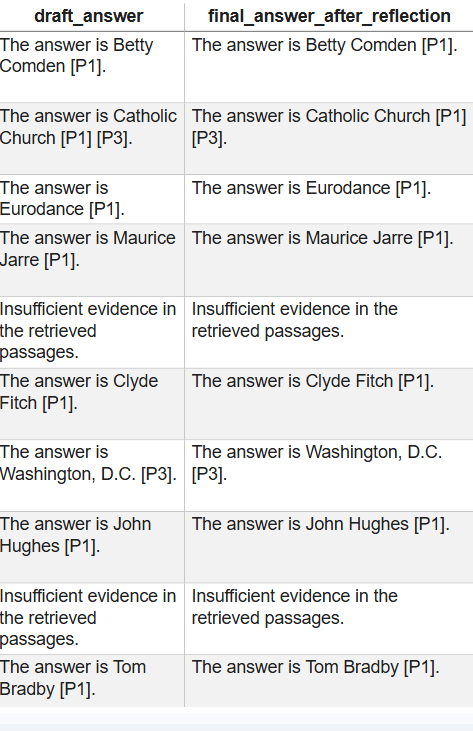 draft_answer final_answer_after_reflection
The answer is Betty The answer is Betty Comden [P1].
Comden [P1].
The answer is Catholic The answer is Catholic Church [P1]
Church [P1] [P3]. [P3].
The answer is The answer is Eurodance [P1].
Eurodance [P1].
The answer is Maurice The answer is Maurice Jarre [P1].
Jarre [P1].
Insufficient evidence in Insufficient evidence in the
the retrieved retrieved passages.
passages.
The answer is Clyde The answer is Clyde Fitch [P1].
Fitch [P1].
The answer is The answer is Washington, D.C.
Washington, D.C. [P3]. [P3].
The answer is John The answer is John Hughes [P1].
Hughes [P1].
Insufficient evidence in Insufficient evidence in the
the retrieved retrieved passages.
passages.
The answer is Tom The answer is Tom Bradby [P1].
Bradby [P1].